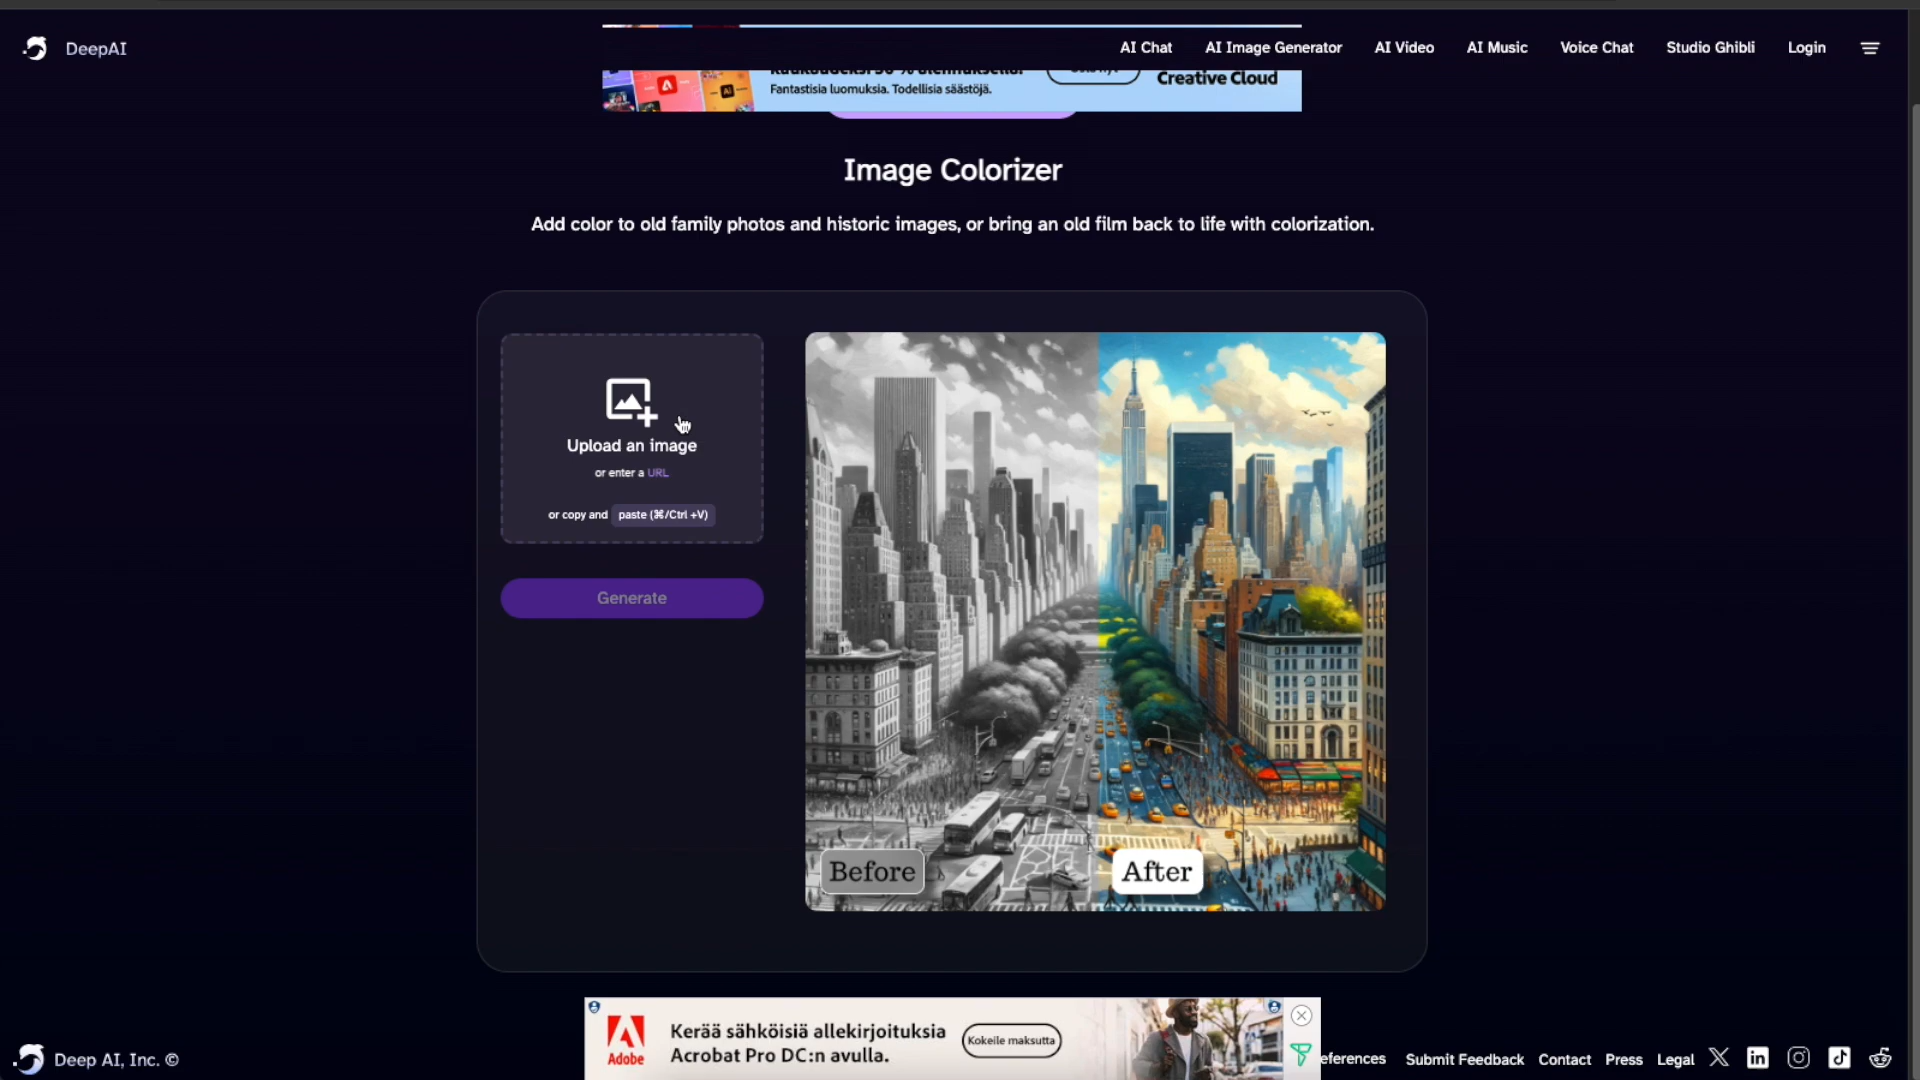 DeepAI
AI Chat
AI Image Generator
AI Video
AI Music
Voice Chat
Studio Ghibli
Login
Fantastisia luomuksia. Todellisia säästöjä.
Creative Cloud
Image Colorizer
Add color to old family photos and historic images, or bring an old film back to life with colorization.
Upload an image
or enter a URL
or copy and paste (⌘/Ctrl +V)
Generate
Before
After
Adobe
Kerää sähköisiä allekirjoituksia
Acrobat Pro DC:n avulla.
Kokeile maksutta
Deep AI, Inc. ©
eferences
Submit Feedback
Contact
Press
Legal